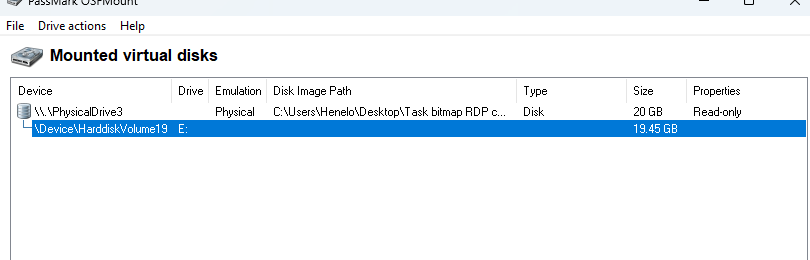 PassMark OSFMount
File Drive actions Help
Mounted virtual disks
Device Drive Emulation Disk Image Path Type Size Properties
\\.\PhysicalDrive3 Physical C:\Users\Henelo\Desktop\Task bitmap RDP c... Disk 20 GB Read-only
\Device\HarddiskVolume19 E: 19.45 GB